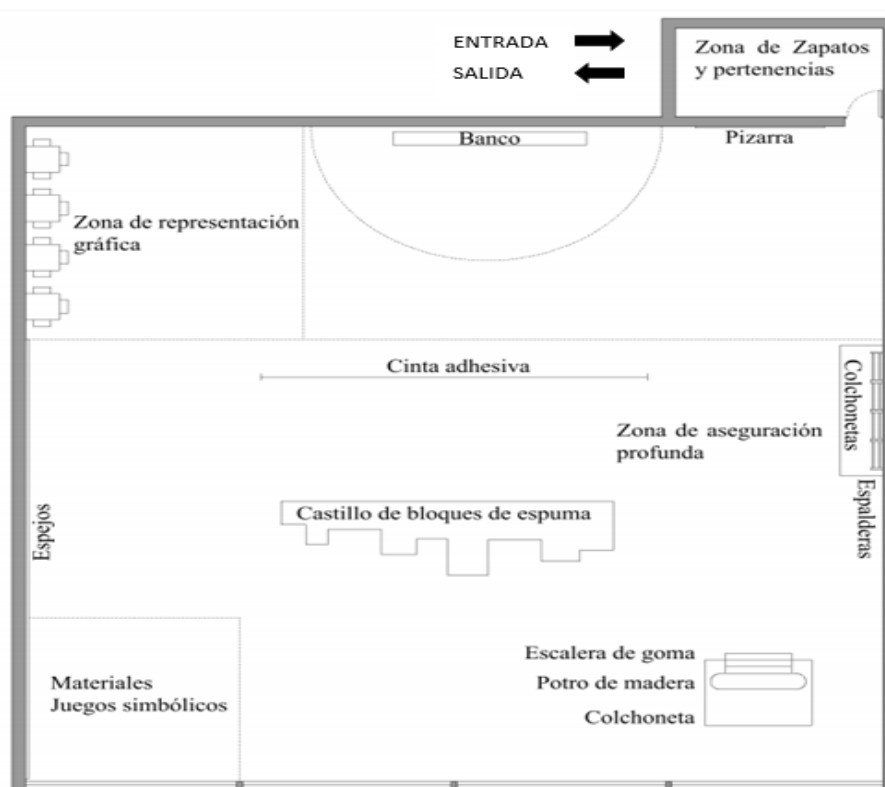 ENTRADA
SALIDA
Zona de Zapatos
y pertenencias
Banco
Pizarra
Zona de representación
gráfica
Cinta adhesiva
Colchonetas
Zona de aseguración
profunda
Espalderas
Espejos
Castillo de bloques de espuma
Materiales
Juegos simbólicos
Escalera de goma
Potro de madera
Colchoneta